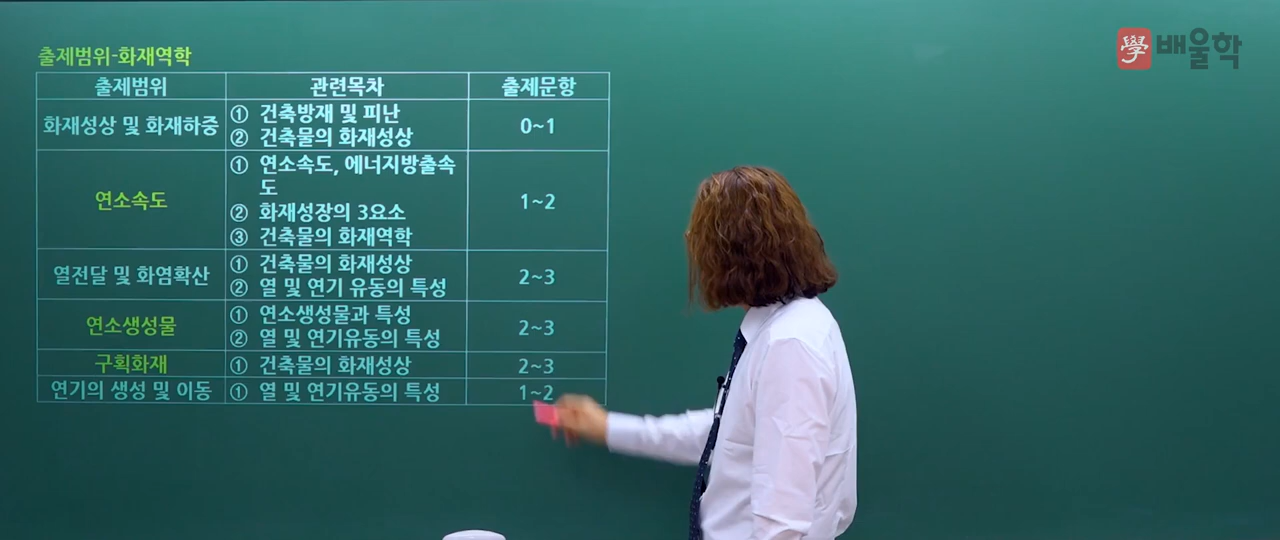 출제범위-화재역학
學 배울학
출제범위 관련목차 출제문항
화재성상 및 화재하중 ① 건축방재 및 피난 0~1
② 건축물의 화재성상
연소속도 ① 연소속도, 에너지방출속
도
1~2
② 화재성장의 3요소
③ 건축물의 화재역학
열전달 및 화염확산 ① 건축물의 화재성상 2~3
② 열 및 연기 유동의 특성
연소생성물 ① 연소생성물과 특성 2~3
② 열 및 연기유동의 특성
구획화재 ① 건축물의 화재성상 2~3
연기의 생성 및 이동 ① 열 및 연기유동의 특성 1~2